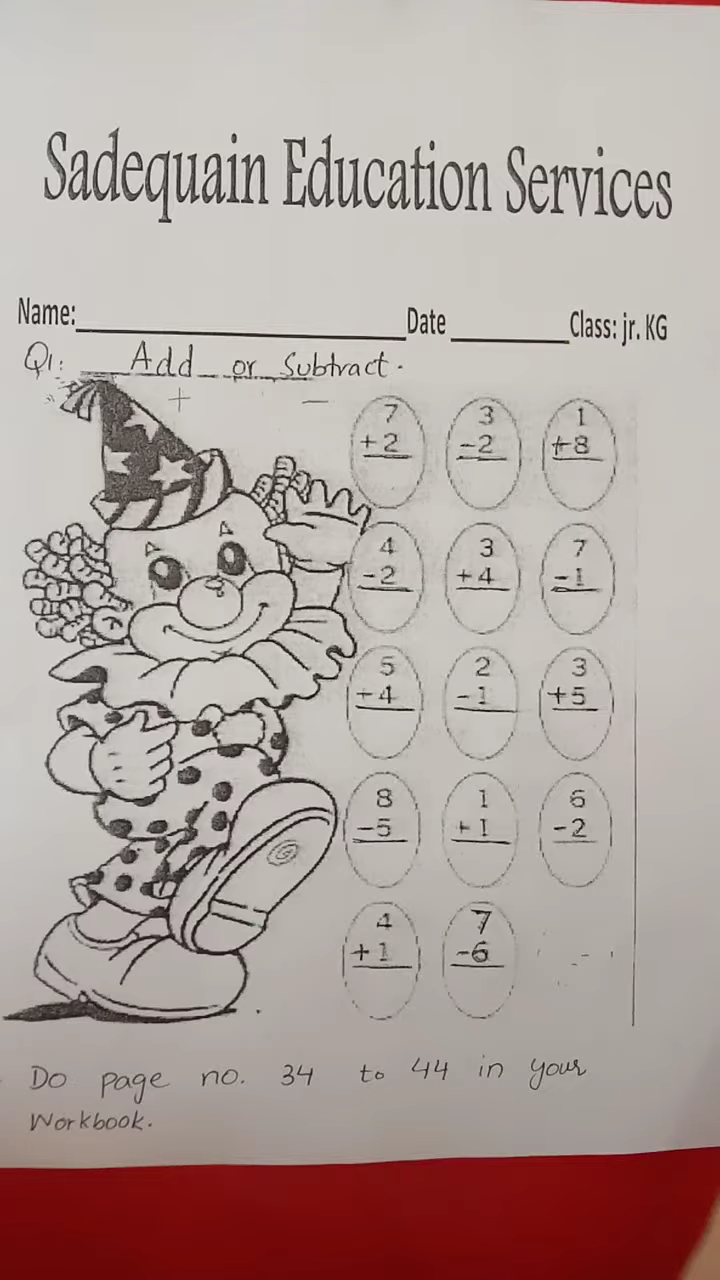 Sadequain Education Services
Name: Date Class: jr. KG
Q1: Add or Subtract.
+ −
7 3 1
+2 -2 +8
4 3 7
-2 +4 -1
5 2 3
+4 -1 +5
8 1 6
-5 +1 -2
4 7
+1 -6
Do page no. 34 to 44 in your
Workbook.